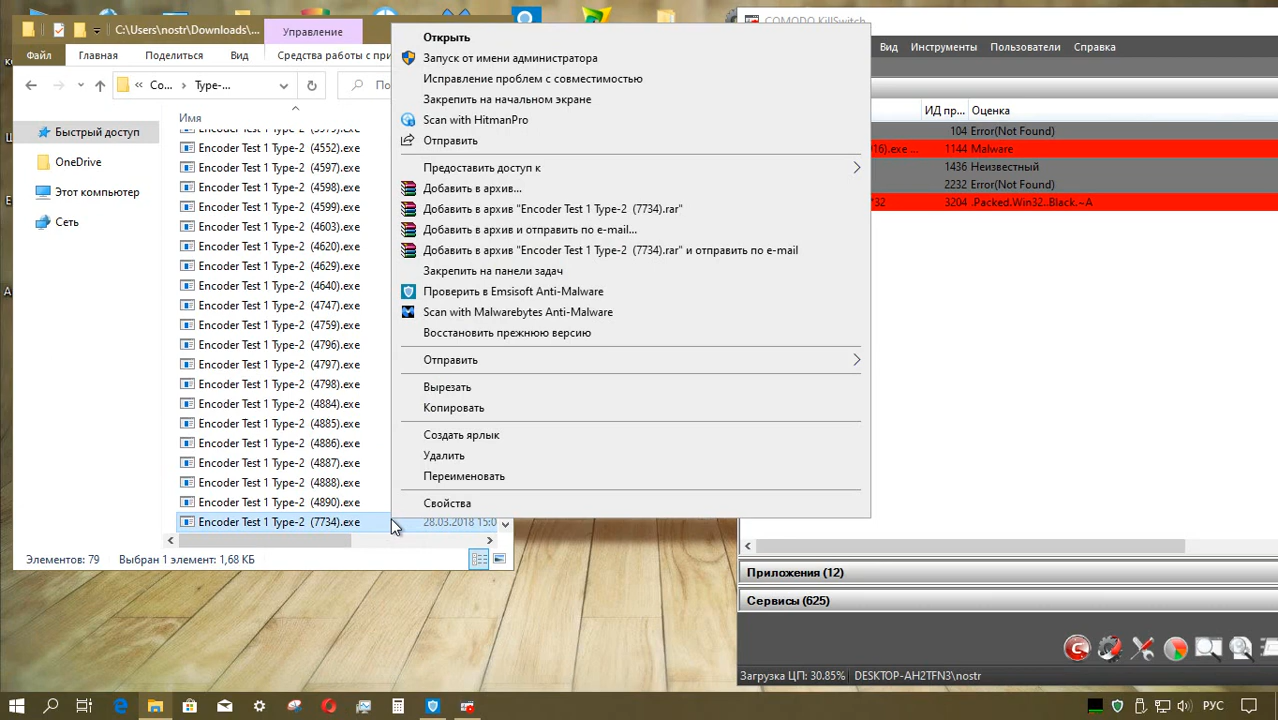 C:\Users\nostr\Downloads\...
Управление
Файл
Главная
Поделиться
Вид
Средства работы с при
Co...
Type-...
По
Быстрый доступ
OneDrive
Этот компьютер
Сеть
Имя
Encoder Test 1 Type-2 (4552).exe
Encoder Test 1 Type-2 (4597).exe
Encoder Test 1 Type-2 (4598).exe
Encoder Test 1 Type-2 (4599).exe
Encoder Test 1 Type-2 (4603).exe
Encoder Test 1 Type-2 (4620).exe
Encoder Test 1 Type-2 (4629).exe
Encoder Test 1 Type-2 (4640).exe
Encoder Test 1 Type-2 (4747).exe
Encoder Test 1 Type-2 (4759).exe
Encoder Test 1 Type-2 (4796).exe
Encoder Test 1 Type-2 (4797).exe
Encoder Test 1 Type-2 (4798).exe
Encoder Test 1 Type-2 (4884).exe
Encoder Test 1 Type-2 (4885).exe
Encoder Test 1 Type-2 (4886).exe
Encoder Test 1 Type-2 (4887).exe
Encoder Test 1 Type-2 (4888).exe
Encoder Test 1 Type-2 (4890).exe
Encoder Test 1 Type-2 (7734).exe
28.03.2018 15:0
Элементов: 79
Выбран 1 элемент: 1,68 КБ
Открыть
Запуск от имени администратора
Исправление проблем с совместимостью
Закрепить на начальном экране
Scan with HitmanPro
Отправить
Предоставить доступ к
Добавить в архив...
Добавить в архив "Encoder Test 1 Type-2 (7734).rar"
Добавить в архив и отправить по e-mail...
Добавить в архив "Encoder Test 1 Type-2 (7734).rar" и отправить по e-mail
Закрепить на панели задач
Проверить в Emsisoft Anti-Malware
Scan with Malwarebytes Anti-Malware
Восстановить прежнюю версию
Отправить
Вырезать
Копировать
Создать ярлык
Удалить
Переименовать
Свойства
COMODO KillSwitch
Вид
Инструменты
Пользователи
Справка
ИД пр...
Оценка
104 Error(Not Found)
16).exe ... 1144 Malware
1436 Неизвестный
2232 Error(Not Found)
*32 3204 .Packed.Win32..Black.~A
Приложения (12)
Сервисы (625)
Загрузка ЦП: 30.85%
DESKTOP-AH2TFN3\nostr
РУС